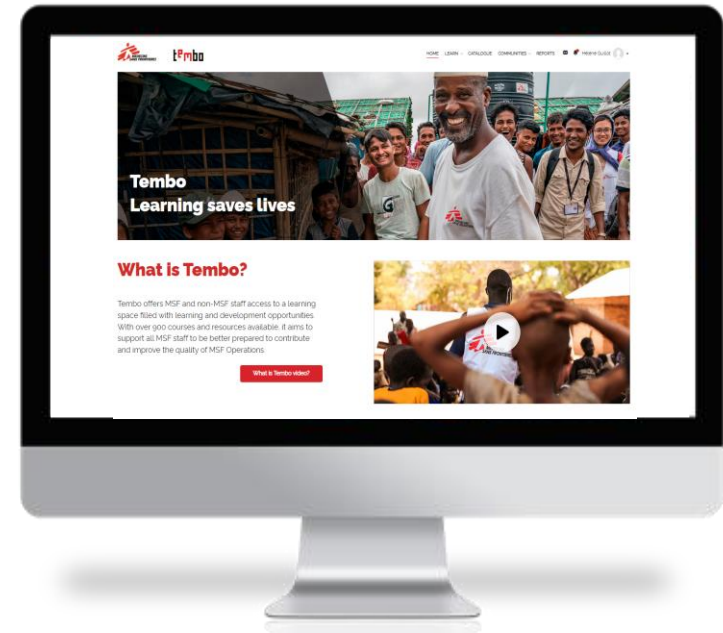 MEDECINS SANS FRONTIERES
tembo
HOME LEARN CATALOGUE COMMUNITIES REPORTS
Tembo
Learning saves lives
What is Tembo?
Tembo offers MSF and non-MSF staff access to a learning
space filled with learning and development opportunities.
With over 900 courses and resources available, it aims to
support all MSF staff to be better prepared to contribute
and improve the quality of MSF Operations
What is Tembo video?